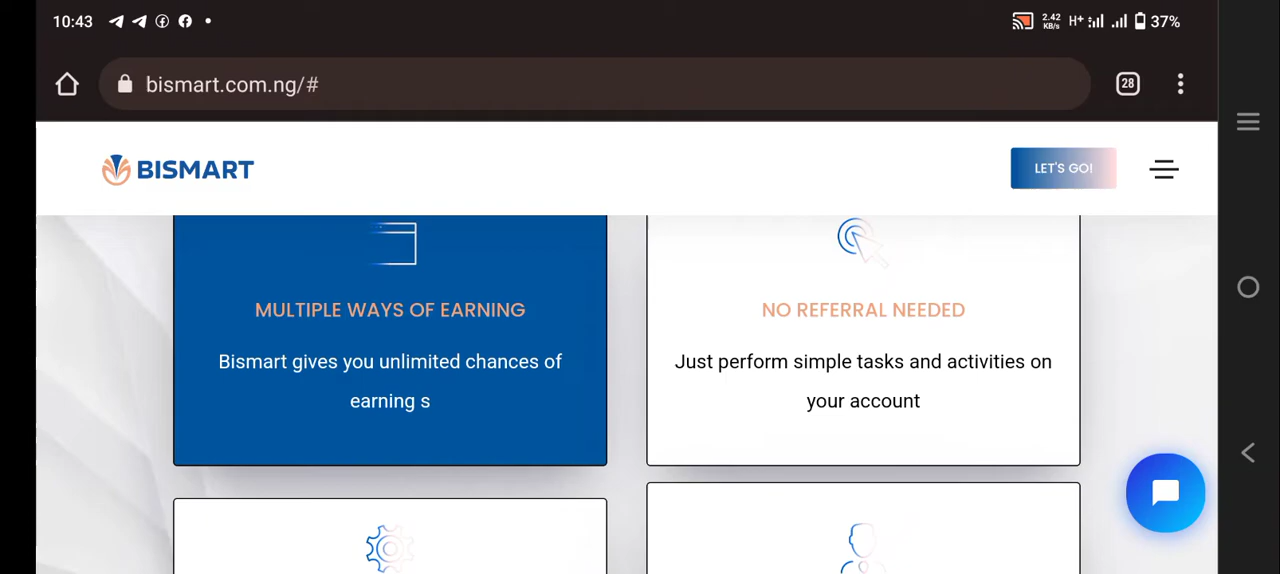 10:43
2.42 KB/s H+ 37%
bismart.com.ng/#
28
BISMART
LET'S GO!
MULTIPLE WAYS OF EARNING
Bismart gives you unlimited chances of
earning s
NO REFERRAL NEEDED
Just perform simple tasks and activities on
your account